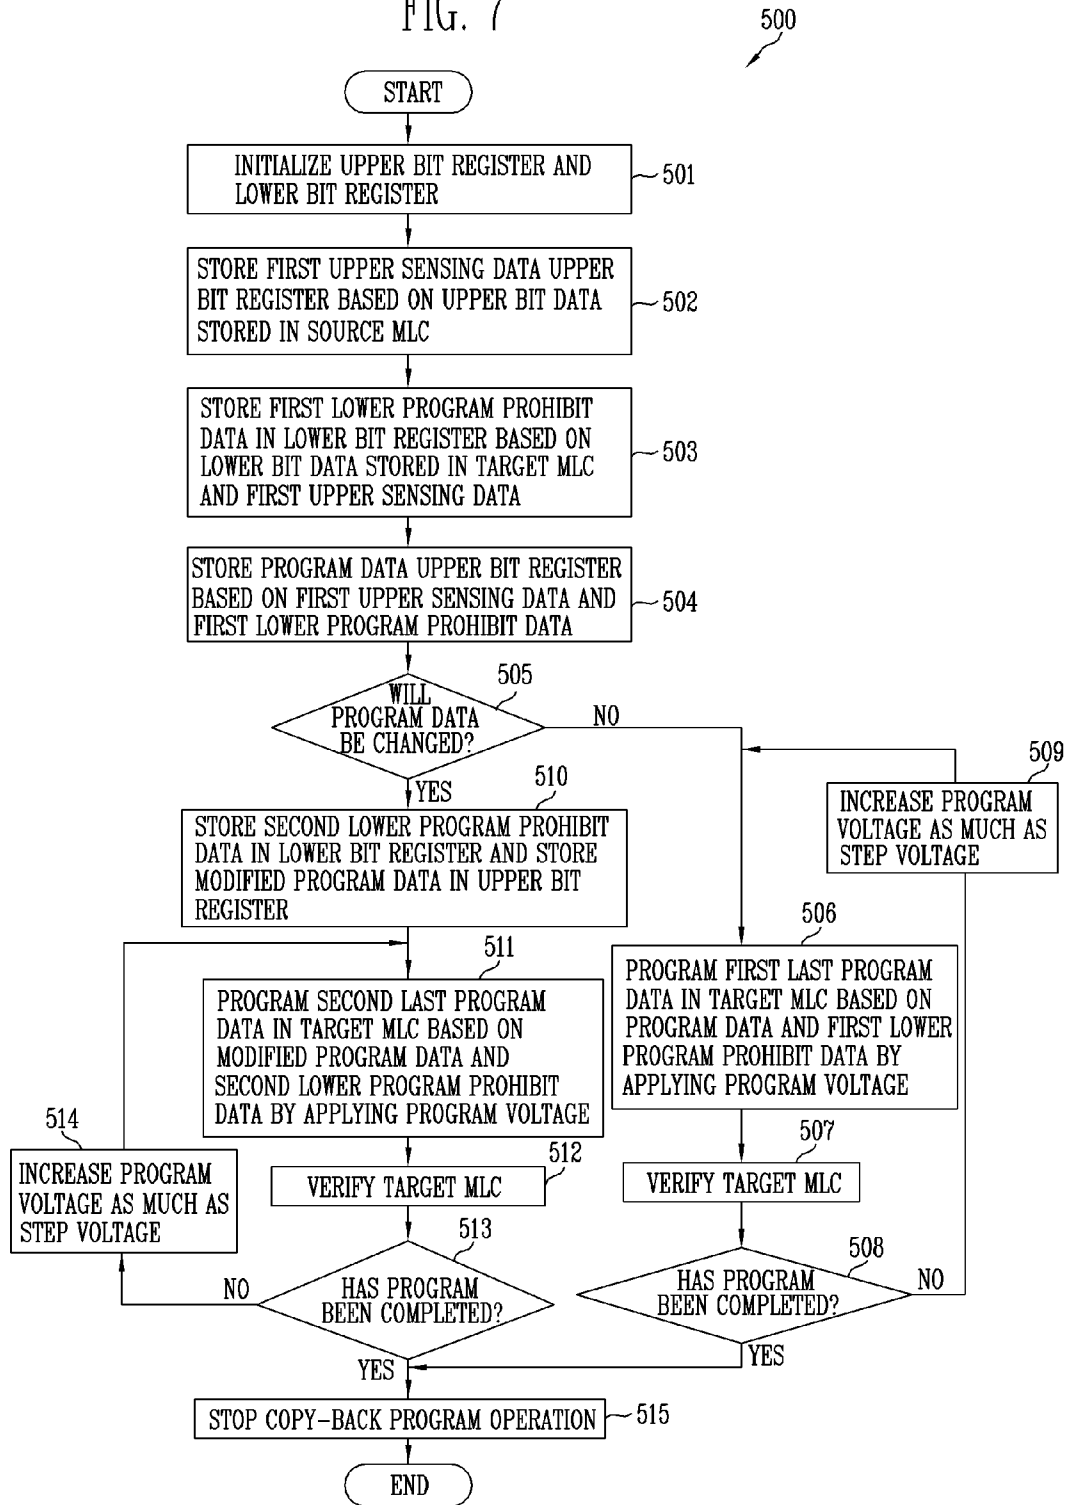 FIG. 7
500
START
INITIALIZE UPPER BIT REGISTER AND
LOWER BIT REGISTER
501
STORE FIRST UPPER SENSING DATA UPPER
BIT REGISTER BASED ON UPPER BIT DATA
STORED IN SOURCE MLC
502
STORE FIRST LOWER PROGRAM PROHIBIT
DATA IN LOWER BIT REGISTER BASED ON
LOWER BIT DATA STORED IN TARGET MLC
AND FIRST UPPER SENSING DATA
503
STORE PROGRAM DATA UPPER BIT REGISTER
BASED ON FIRST UPPER SENSING DATA AND
FIRST LOWER PROGRAM PROHIBIT DATA
504
505
WILL
PROGRAM DATA
BE CHANGED?
NO
YES
509
INCREASE PROGRAM
VOLTAGE AS MUCH AS
STEP VOLTAGE
510
STORE SECOND LOWER PROGRAM PROHIBIT
DATA IN LOWER BIT REGISTER AND STORE
MODIFIED PROGRAM DATA IN UPPER BIT
REGISTER
506
PROGRAM FIRST LAST PROGRAM
DATA IN TARGET MLC BASED ON
PROGRAM DATA AND FIRST LOWER
PROGRAM PROHIBIT DATA BY
APPLYING PROGRAM VOLTAGE
511
PROGRAM SECOND LAST PROGRAM
DATA IN TARGET MLC BASED ON
MODIFIED PROGRAM DATA AND
SECOND LOWER PROGRAM PROHIBIT
DATA BY APPLYING PROGRAM VOLTAGE
514
INCREASE PROGRAM
VOLTAGE AS MUCH AS
STEP VOLTAGE
512
VERIFY TARGET MLC
507
VERIFY TARGET MLC
513
HAS PROGRAM
BEEN COMPLETED?
NO
YES
508
HAS PROGRAM
BEEN COMPLETED?
NO
YES
STOP COPY-BACK PROGRAM OPERATION
515
END